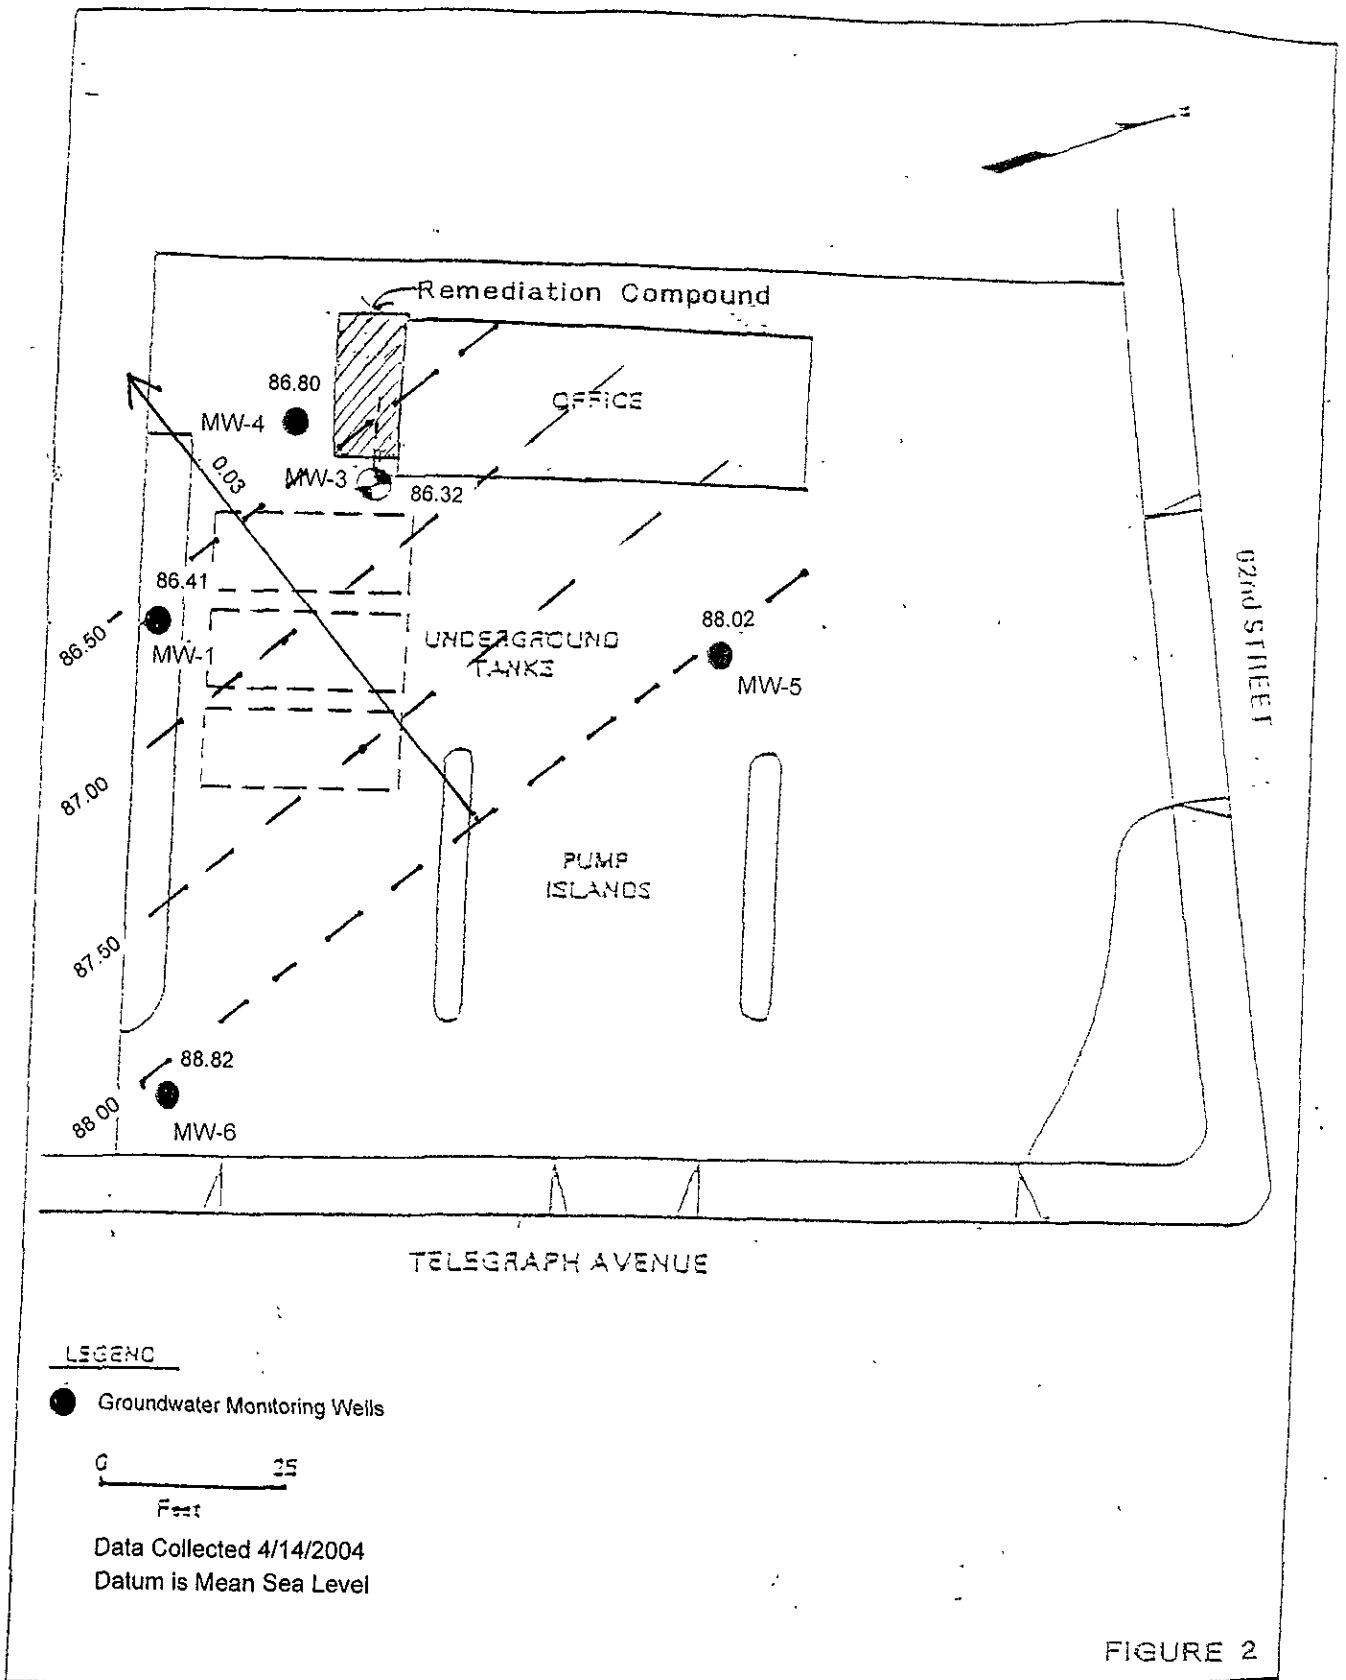 Remediation Compound
86.80
OFFICE
MW-4
0.03
MW-3
86.32
86.41
86.50
MW-1
UNDERGROUND
TANKS
88.02
MW-5
62nd STREET
87.00
PUMP
ISLANDS
87.50
88.82
88.00
MW-6
TELEGRAPH AVENUE
LEGEND
Groundwater Monitoring Wells
0 25
Feet
Data Collected 4/14/2004
Datum is Mean Sea Level
FIGURE 2